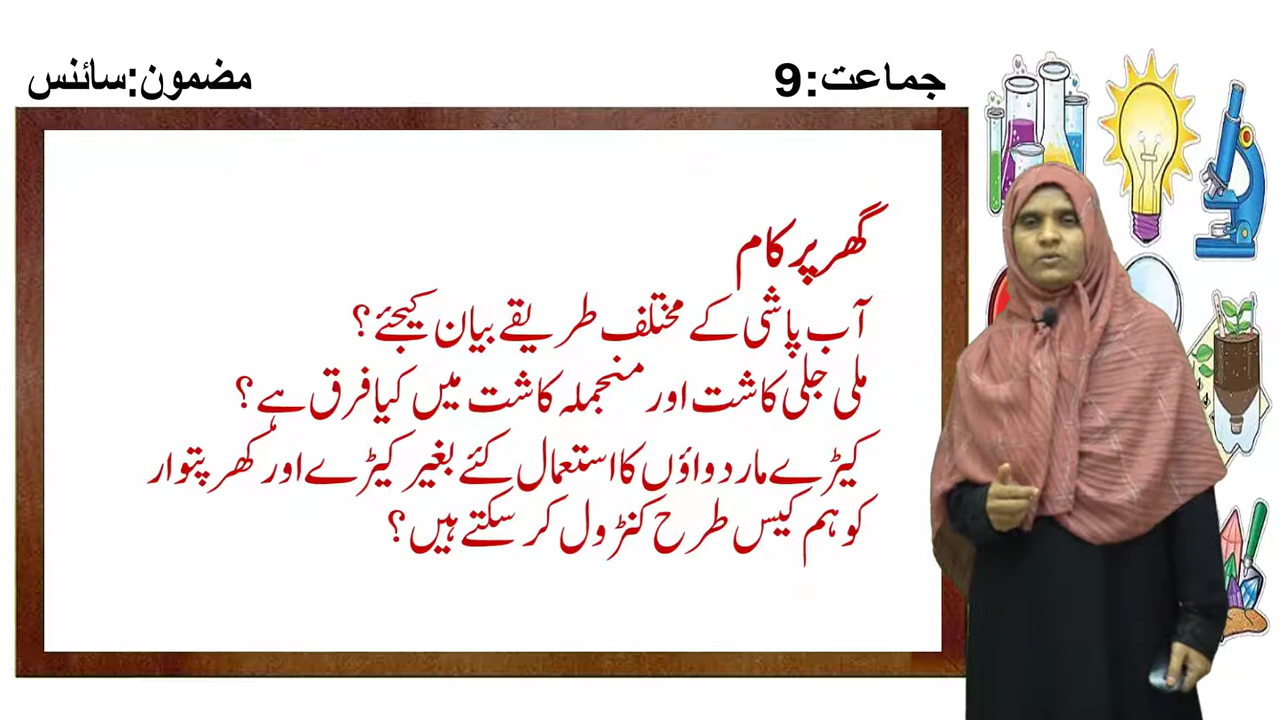 جماعت:9
مضمون:سائنس
گھر پر کام
آب پاشی کے مختلف طریقے بیان کیجئے؟
ملی جلی کاشت اور منجملہ کاشت میں کیا فرق ہے؟
کیڑے مار دواؤں کا استعمال کئے بغیر کیڑے اور کھر پتوار
کو ہم کیس طرح کنڑول کر سکتے ہیں؟